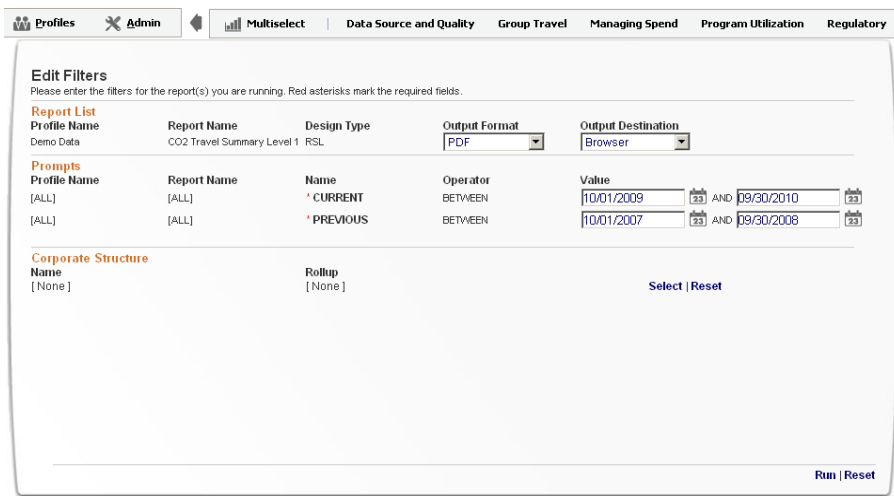 Profiles Admin Multiselect | Data Source and Quality Group Travel Managing Spend Program Utilization Regulatory
Edit Filters
Please enter the filters for the report(s) you are running. Red asterisks mark the required fields.
Report List
Profile Name Report Name Design Type Output Format Output Destination
Demo Data CO2 Travel Summary Level 1 RSL PDF Browser
Prompts
Profile Name Report Name Name Operator Value
[ALL] [ALL] * CURRENT BETWEEN 10/01/2009 23 AND 09/30/2010 23
[ALL] [ALL] * PREVIOUS BETWEEN 10/01/2007 23 AND 09/30/2008 23
Corporate Structure
Name Rollup
[ None ] [ None ] Select | Reset
Run | Reset